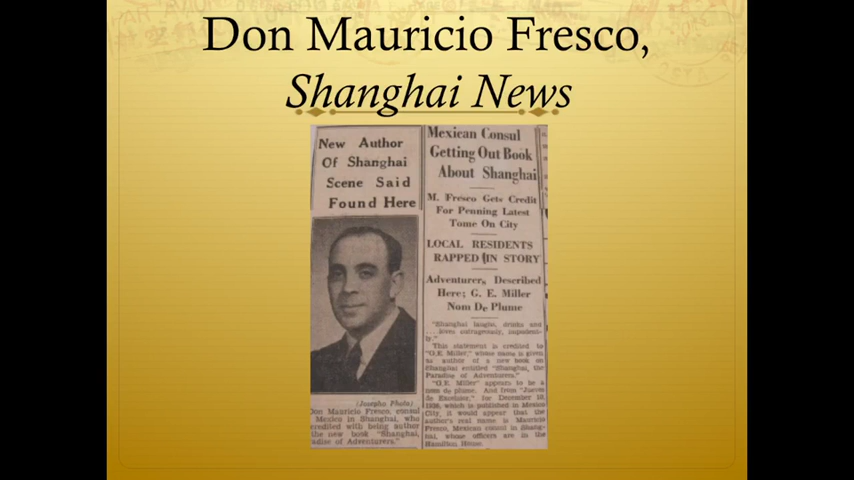 Don Mauricio Fresco,
Shanghai News
New Author
Of Shanghai
Scene Said
Found Here
(Josepho Photo)
Don Mauricio Fresco, consul
Mexico in Shanghai, who
credited with being author
the new book "Shanghai,
radise of Adventurers."
Mexican Consul
Getting Out Book
About Shanghai
M. Fresco Gets Credit
For Penning Latest
Tome On City
LOCAL RESIDENTS
RAPPED IN STORY
Adventurers Described
Here; G. E. Miller
Nom De Plume
"Shanghai laughs, drinks and
loves outrageously, impudent-
ly."
This statement is credited to
"G.E. Miller," whose name is given
as author of a new book on
Shanghai entitled "Shanghai, the
Paradise of Adventurers."
"G.E. Miller" appears to be a
nom de plume. And from "Jueves
de Excelsior," for December 10,
1936, which is published in Mexico
City, it would appear that the
author's real name is Mauricio
Fresco, Mexican consul in Shang-
hai, whose officers are in the
Hamilton House.